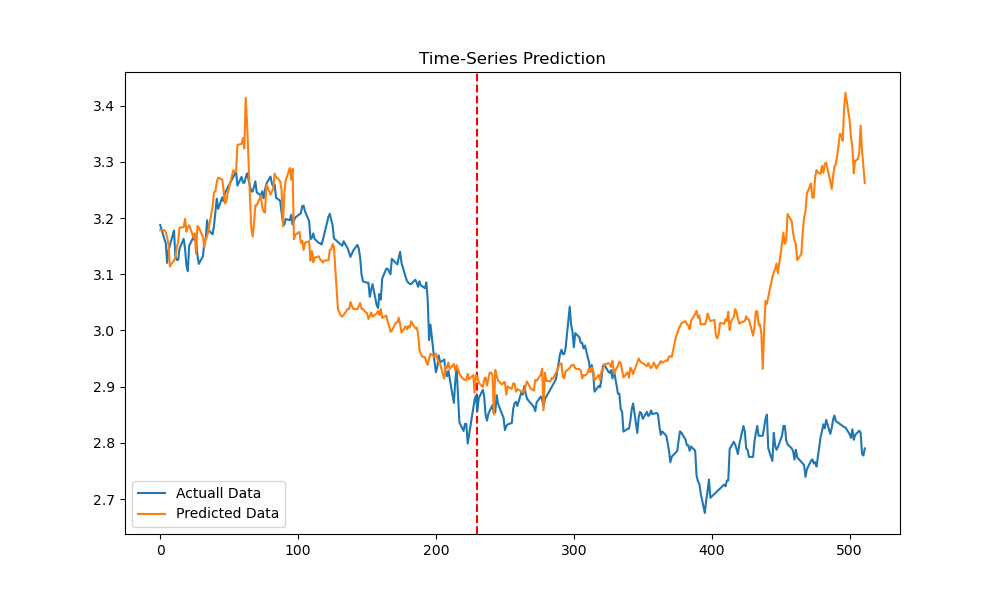 Time-Series Prediction
3.4
3.3
3.2
3.1
3.0
2.9
2.8
2.7
Actuall Data
Predicted Data
0 100 200 300 400 500